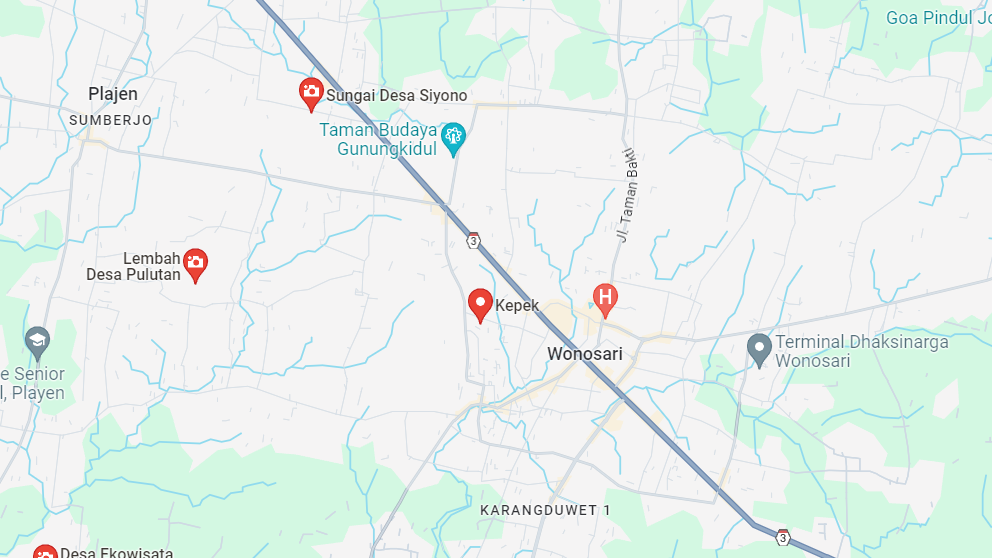 Goa Pindul Jo
Plajen
SUMBERJO
Sungai Desa Siyono
Taman Budaya
Gunungkidul
Jl. Taman Bakti
3
Lembah
Desa Pulutan
Kepek
H
Wonosari
Terminal Dhaksinarga
Wonosari
e Senior
l, Playen
KARANGDUWET 1
3
Desa Ekowisata